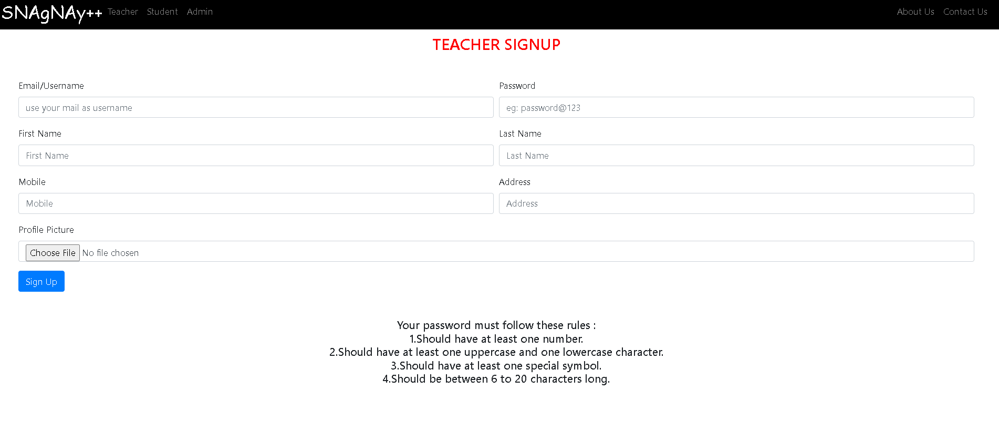 SNAgNAy++ Teacher Student Admin About Us Contact Us
TEACHER SIGNUP
Email/Username Password
use your mail as username eg: password@123
First Name Last Name
First Name Last Name
Mobile Address
Mobile Address
Profile Picture
Choose File No file chosen
Sign Up
Your password must follow these rules :
1.Should have at least one number.
2.Should have at least one uppercase and one lowercase character.
3.Should have at least one special symbol.
4.Should be between 6 to 20 characters long.